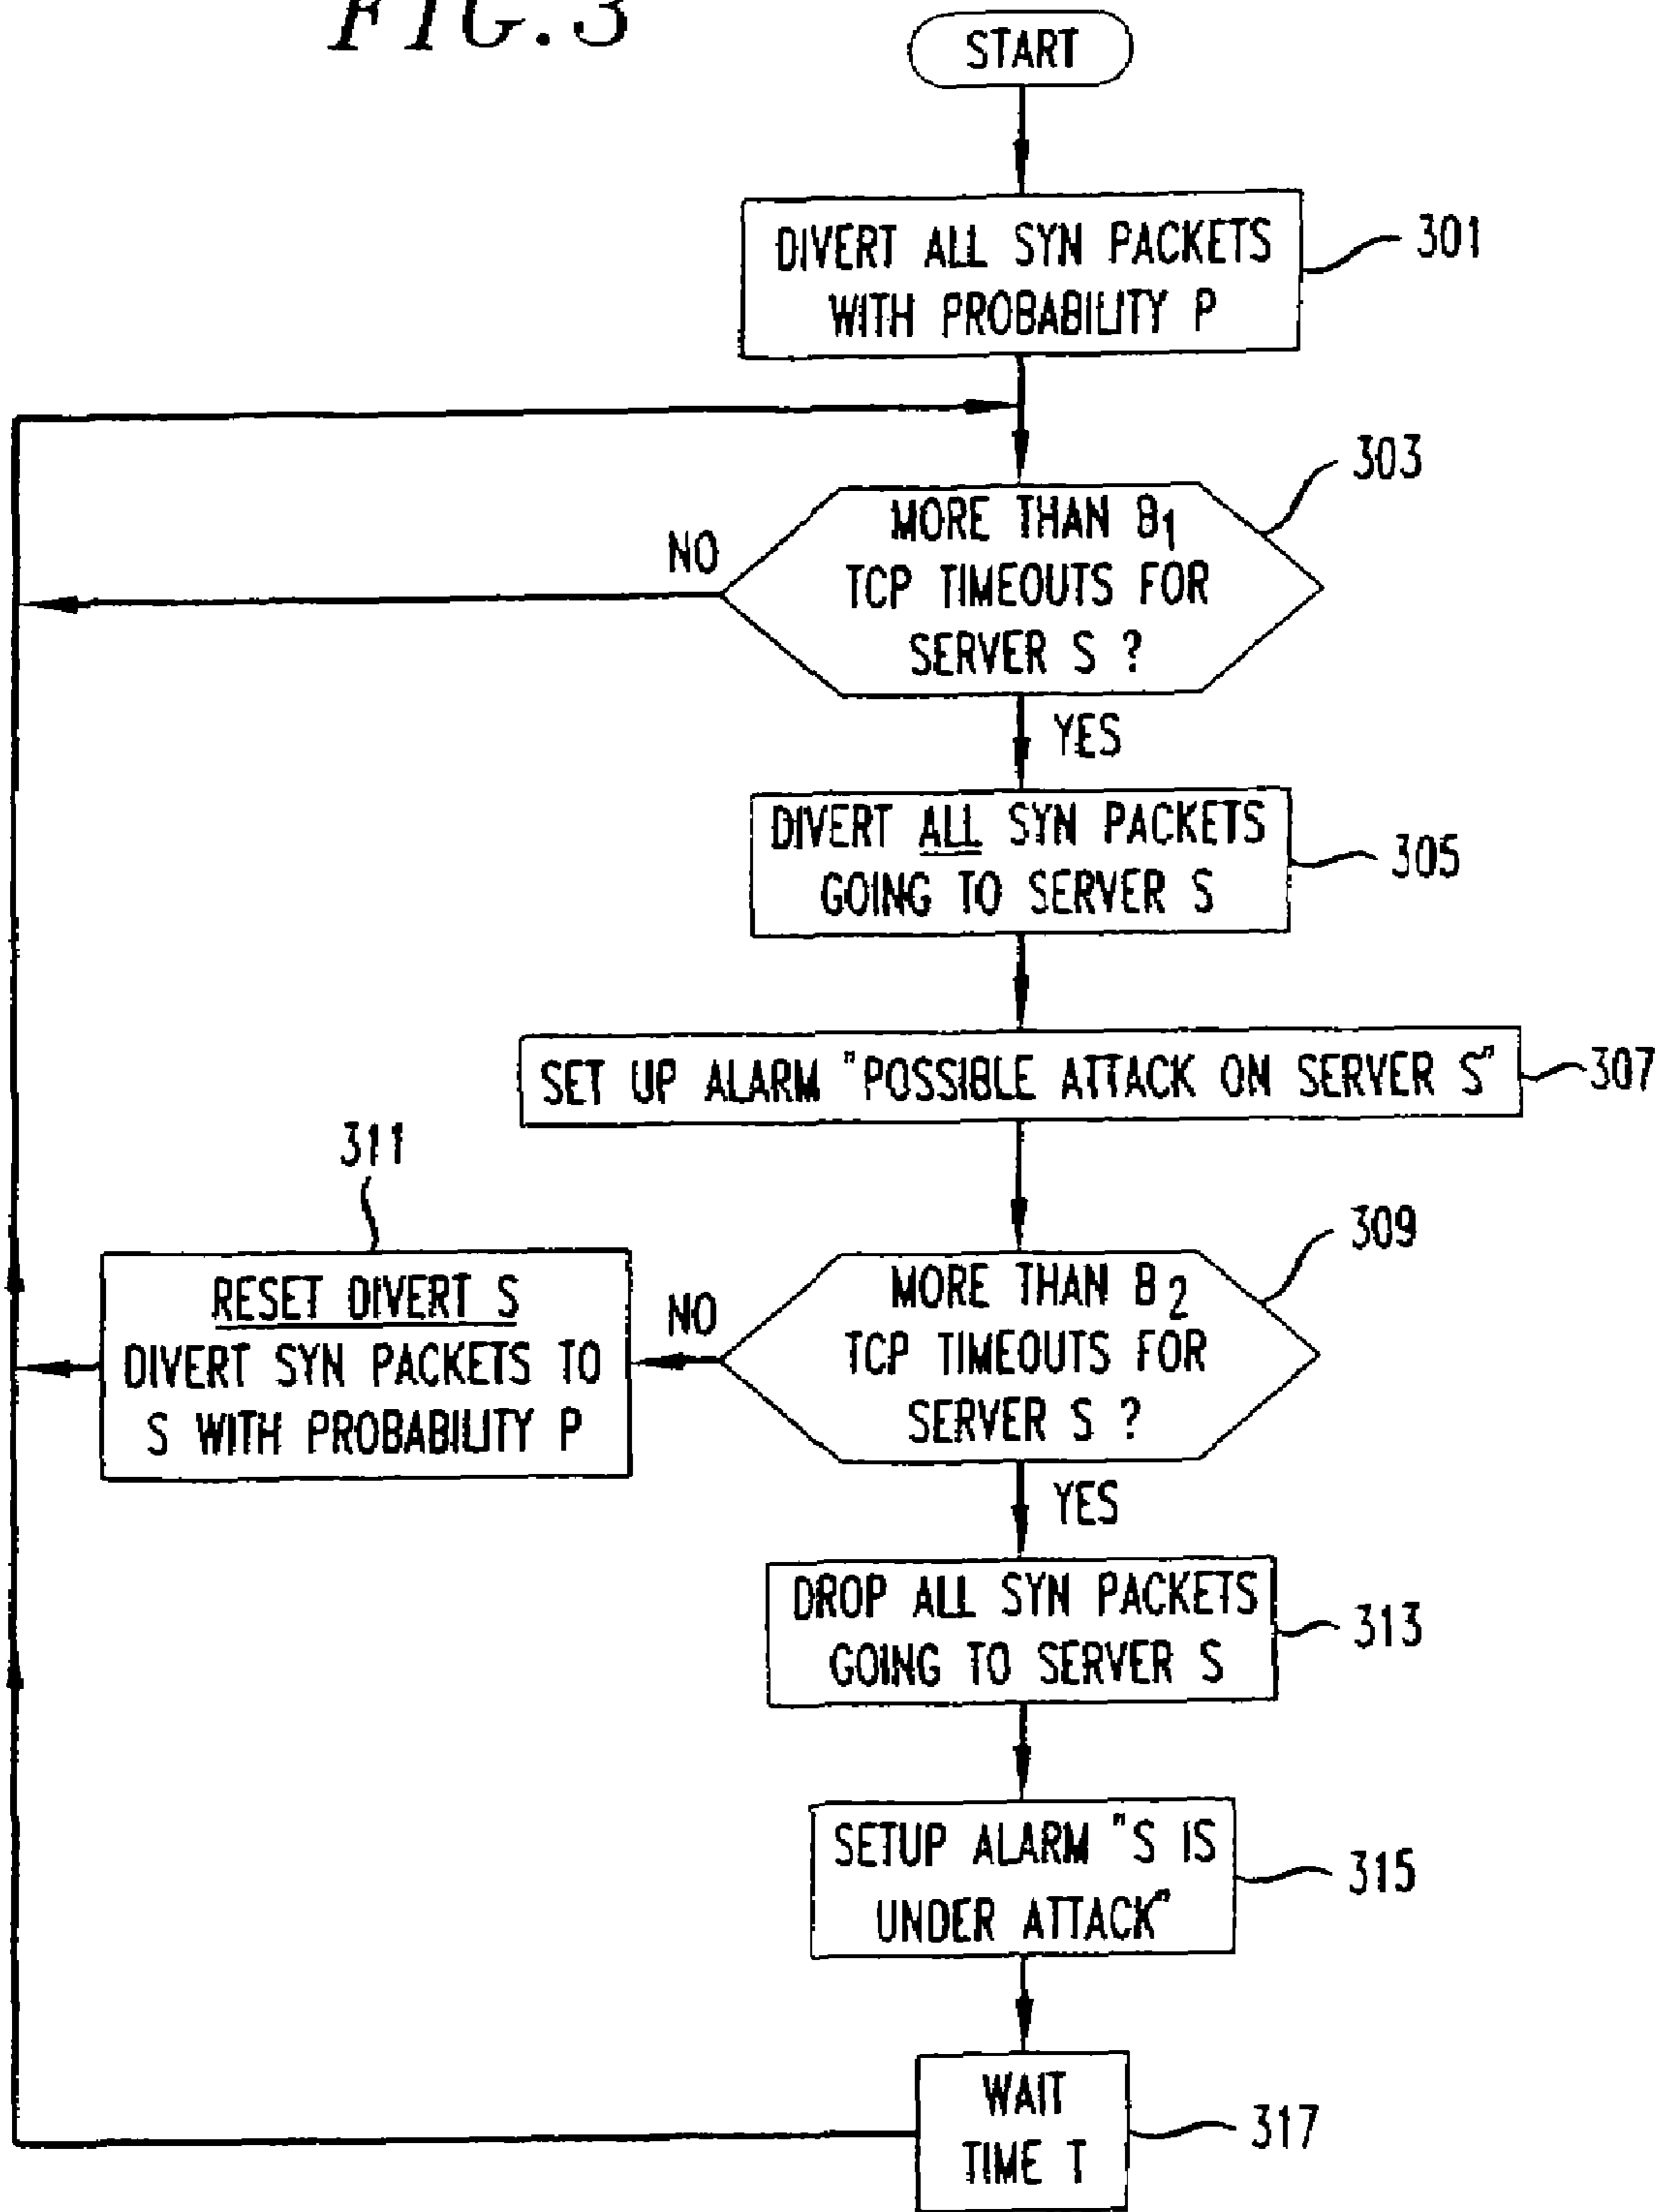 FIG. 3
START
DIVERT ALL SYN PACKETS
WITH PROBABILITY P
301
303
MORE THAN B1
TCP TIMEOUTS FOR
SERVER S ?
NO
YES
DIVERT ALL SYN PACKETS
GOING TO SERVER S
305
SET UP ALARM "POSSIBLE ATTACK ON SERVER S"
307
311
RESET DIVERT S
DIVERT SYN PACKETS TO
S WITH PROBABILITY P
NO
309
MORE THAN B2
TCP TIMEOUTS FOR
SERVER S ?
YES
DROP ALL SYN PACKETS
GOING TO SERVER S
313
SETUP ALARM "S IS
UNDER ATTACK"
315
WAIT
TIME T
317